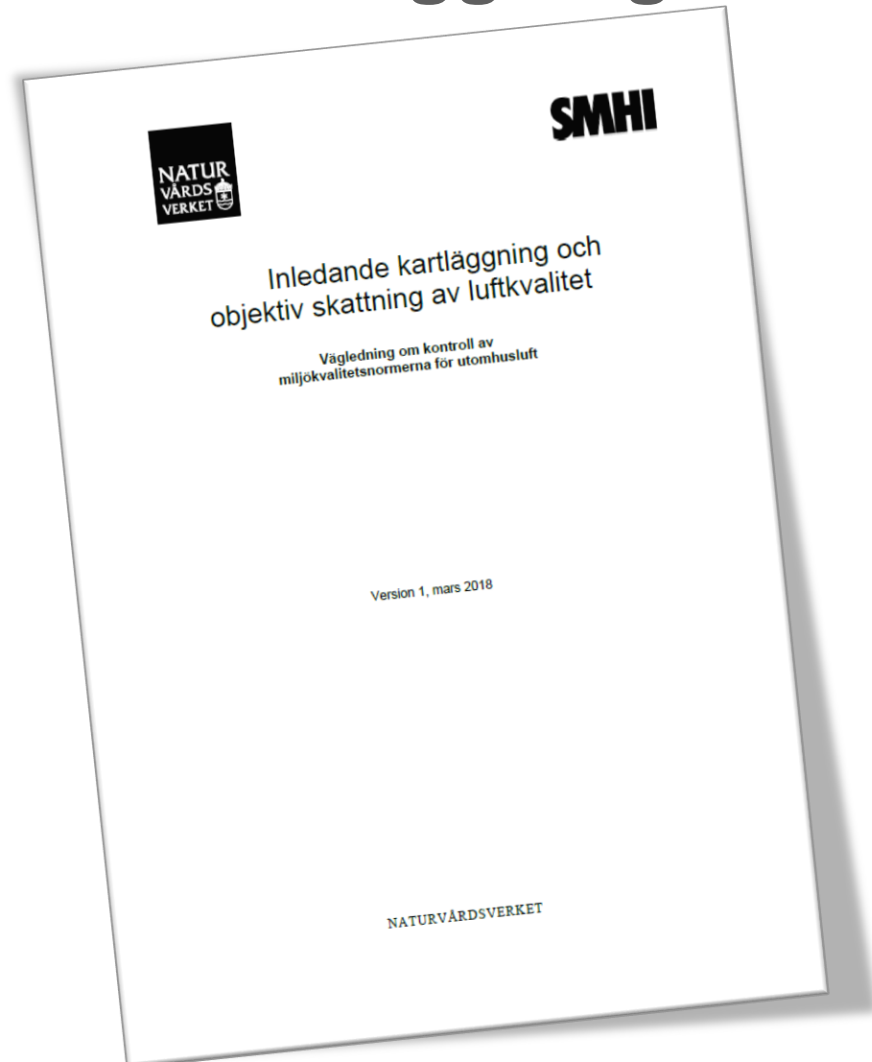 SMHI
NATUR
VÅRDS
VERKET
Inledande kartläggning och
objektiv skattning av luftkvalitet
Vägledning om kontroll av
miljökvalitetsnormerna för utomhusluft
Version 1, mars 2018
NATURVÅRDSVERKET